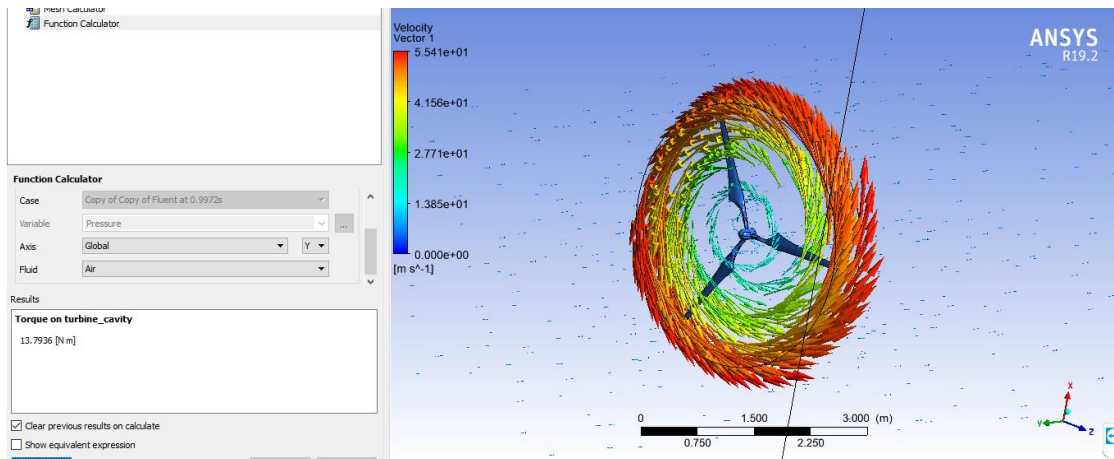 Mesh Calculator
Function Calculator
Function Calculator
Case Copy of Copy of Fluent at 0.9972s
Variable Pressure ...
Axis Global Y
Fluid Air
Results
Torque on turbine_cavity
13.7936 [N m]
Clear previous results on calculate
Show equivalent expression
Velocity
Vector 1
5.541e+01
4.156e+01
2.771e+01
1.385e+01
0.000e+00
[m s^-1]
ANSYS
R19.2
0 1.500 3.000 (m)
0.750 2.250
X
Y
Z